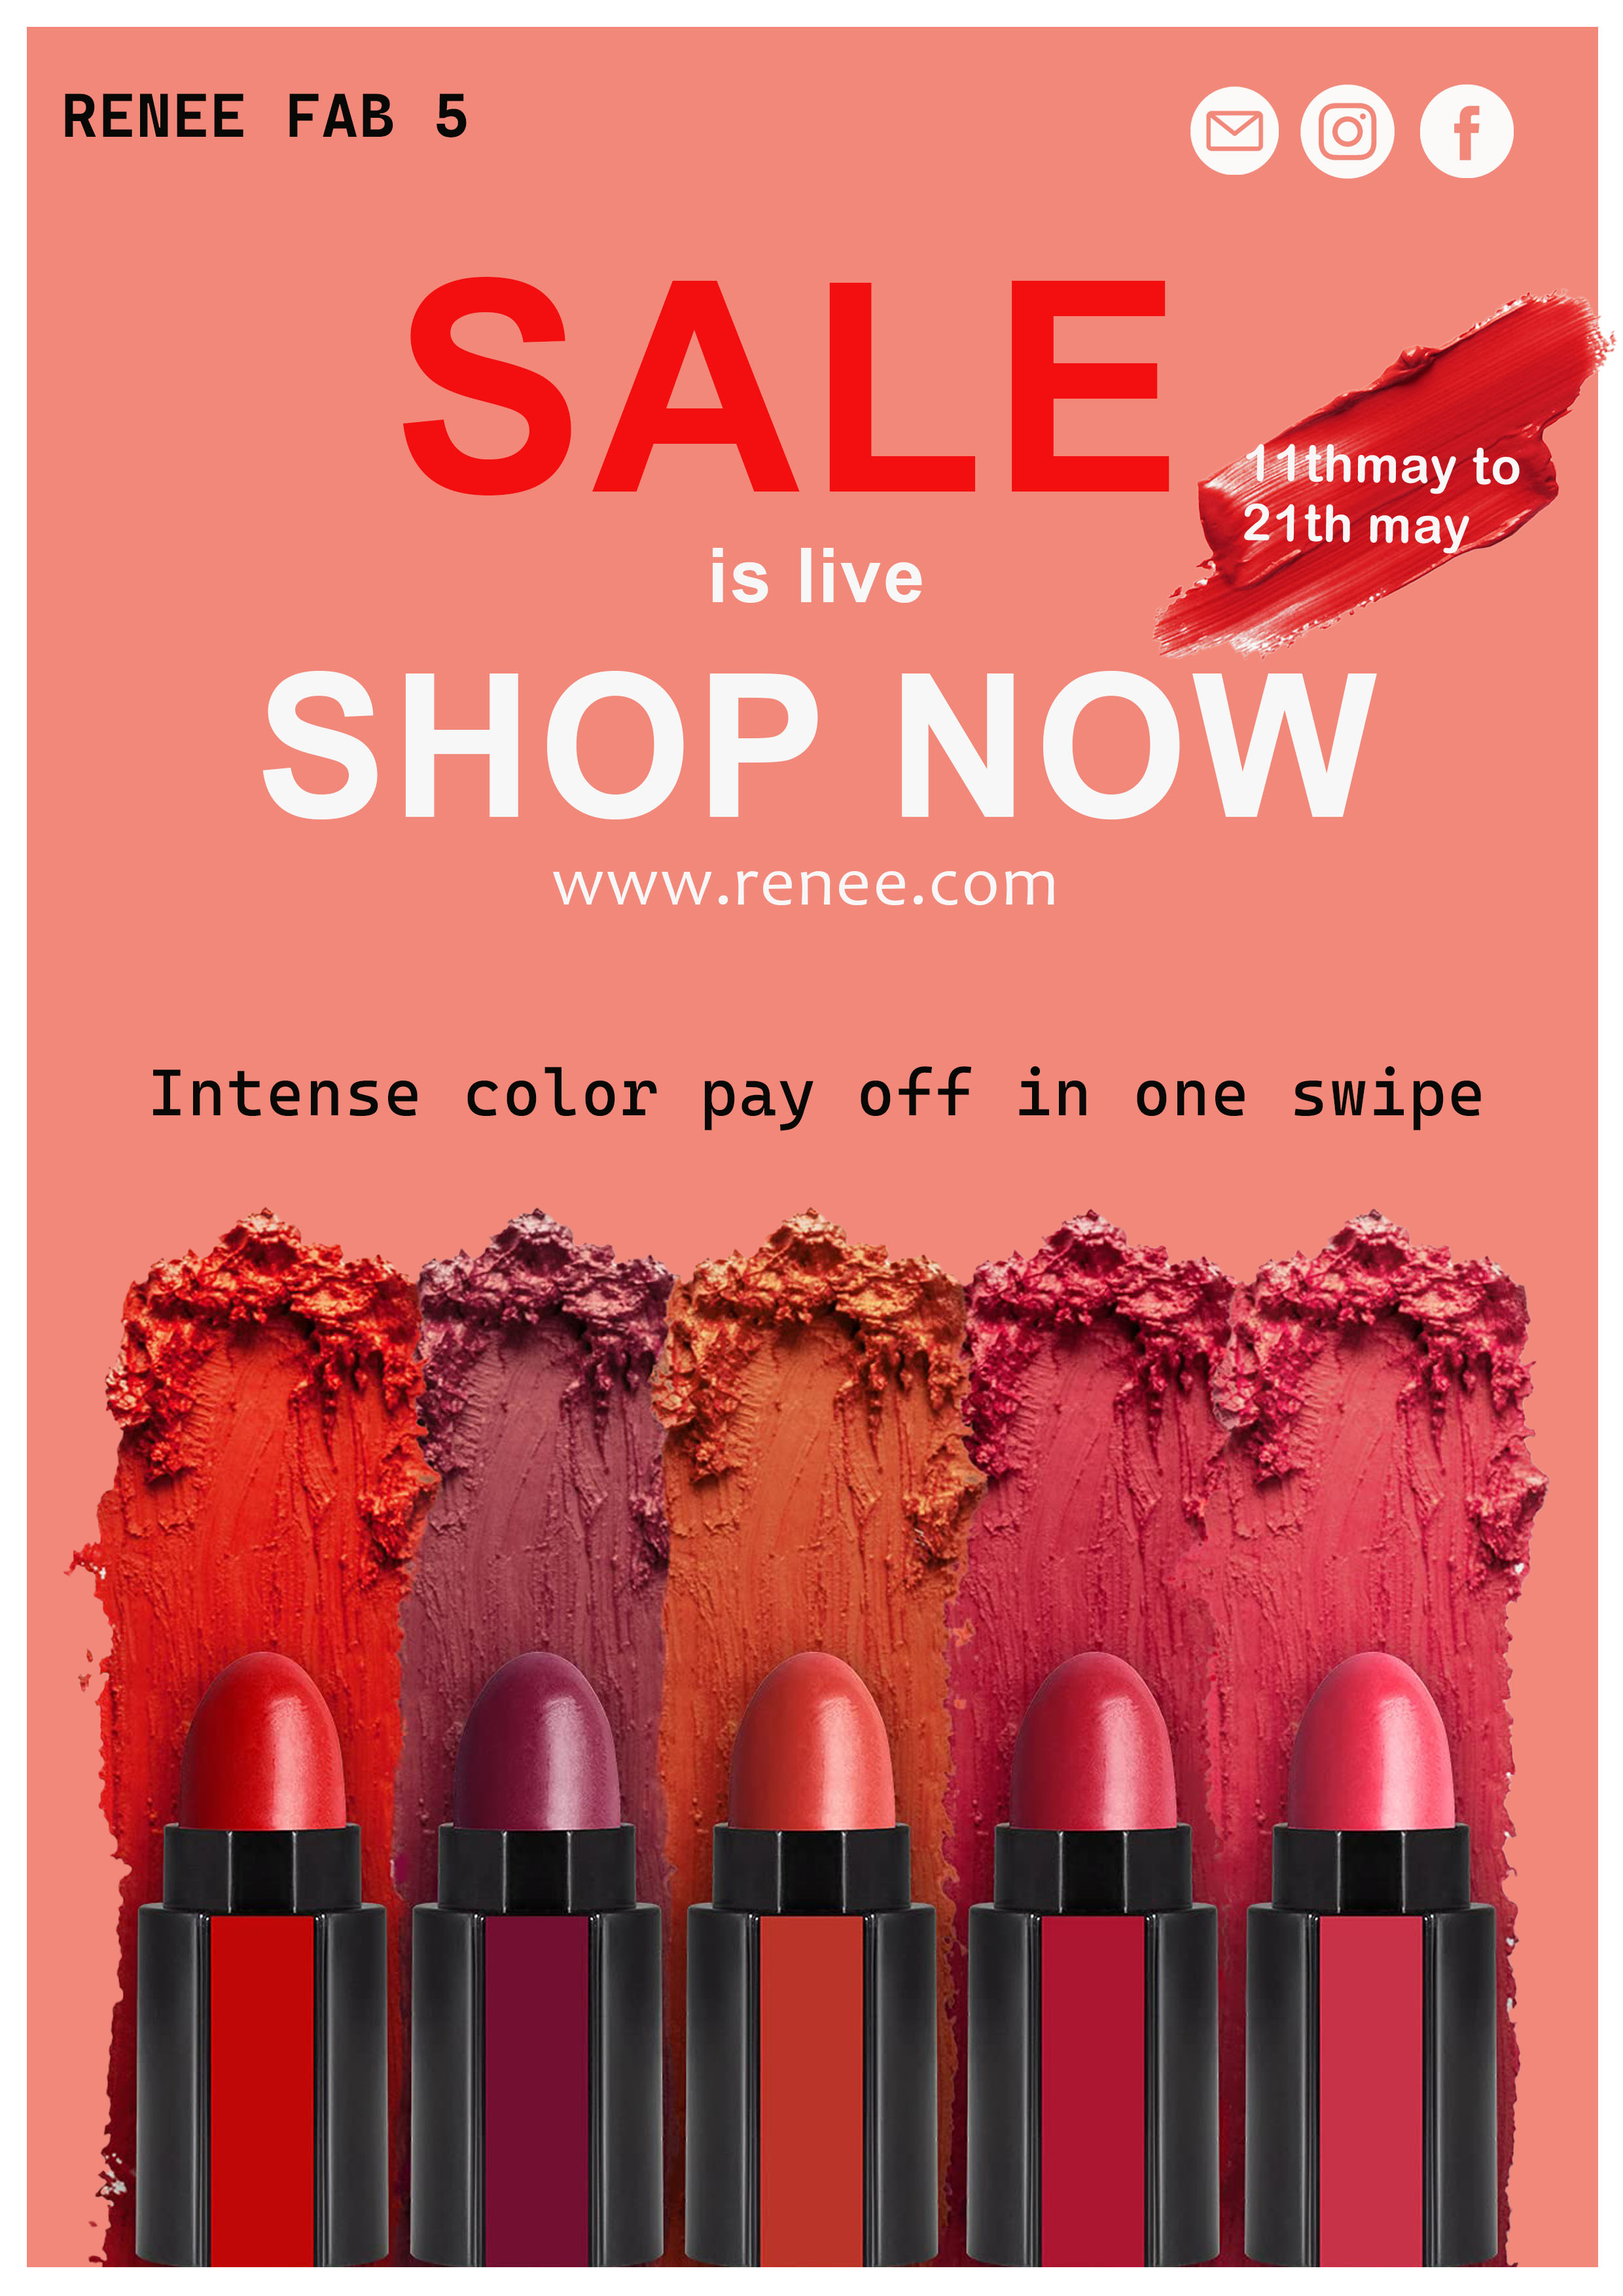 RENEE FAB 5
SALE
11thmay to
21th may
is live
SHOP NOW
www.renee.com
Intense color pay off in one swipe